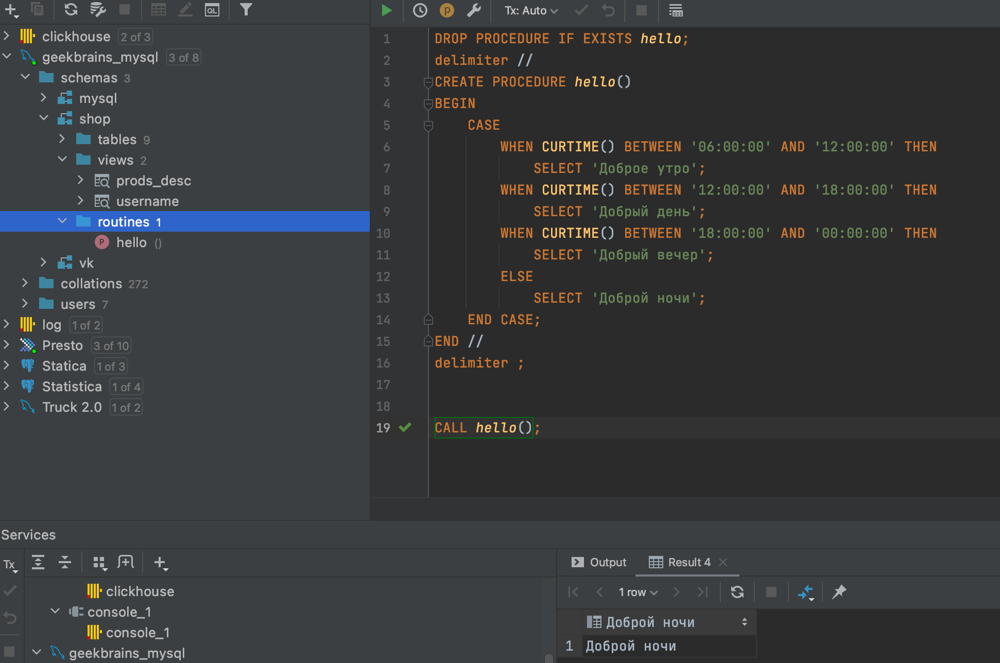 QL
p
Tx: Auto
clickhouse 2 of 3
geekbrains_mysql 3 of 8
schemas 3
mysql
shop
tables 9
views 2
prods_desc
username
routines 1
P hello ()
vk
collations 272
users 7
log 1 of 2
Presto 3 of 10
Statica 1 of 3
Statistica 1 of 4
Truck 2.0 1 of 2
1 DROP PROCEDURE IF EXISTS hello;
2 delimiter //
3 CREATE PROCEDURE hello()
4 BEGIN
5 CASE
6 WHEN CURTIME() BETWEEN '06:00:00' AND '12:00:00' THEN
7 SELECT 'Доброе утро';
8 WHEN CURTIME() BETWEEN '12:00:00' AND '18:00:00' THEN
9 SELECT 'Добрый день';
10 WHEN CURTIME() BETWEEN '18:00:00' AND '00:00:00' THEN
11 SELECT 'Добрый вечер';
12 ELSE
13 SELECT 'Доброй ночи';
14 END CASE;
15 END //
16 delimiter ;
17
18
19 CALL hello();
Services
Tx
clickhouse
console_1
console_1
geekbrains_mysql
Output Result 4
1 row
Доброй ночи
1 Доброй ночи